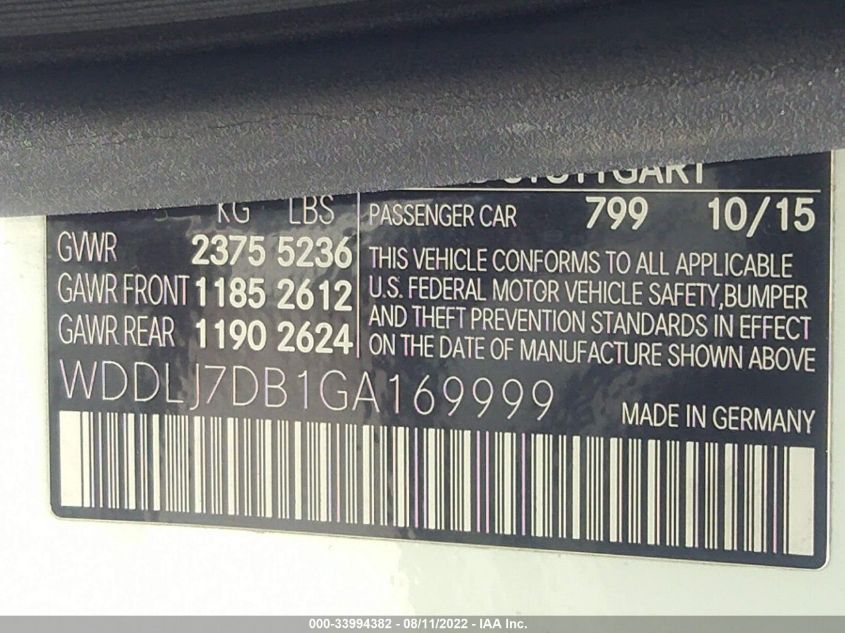 STUTTGART
KG LBS
PASSENGER CAR 799 10/15
GVWR 2375 5236
GAWR FRONT 1185 2612
GAWR REAR 1190 2624
THIS VEHICLE CONFORMS TO ALL APPLICABLE
U.S. FEDERAL MOTOR VEHICLE SAFETY,BUMPER
AND THEFT PREVENTION STANDARDS IN EFFECT
ON THE DATE OF MANUFACTURE SHOWN ABOVE
WDDLJ7DB1GA169999
MADE IN GERMANY
000-33994382 - 08/11/2022 - IAA Inc.